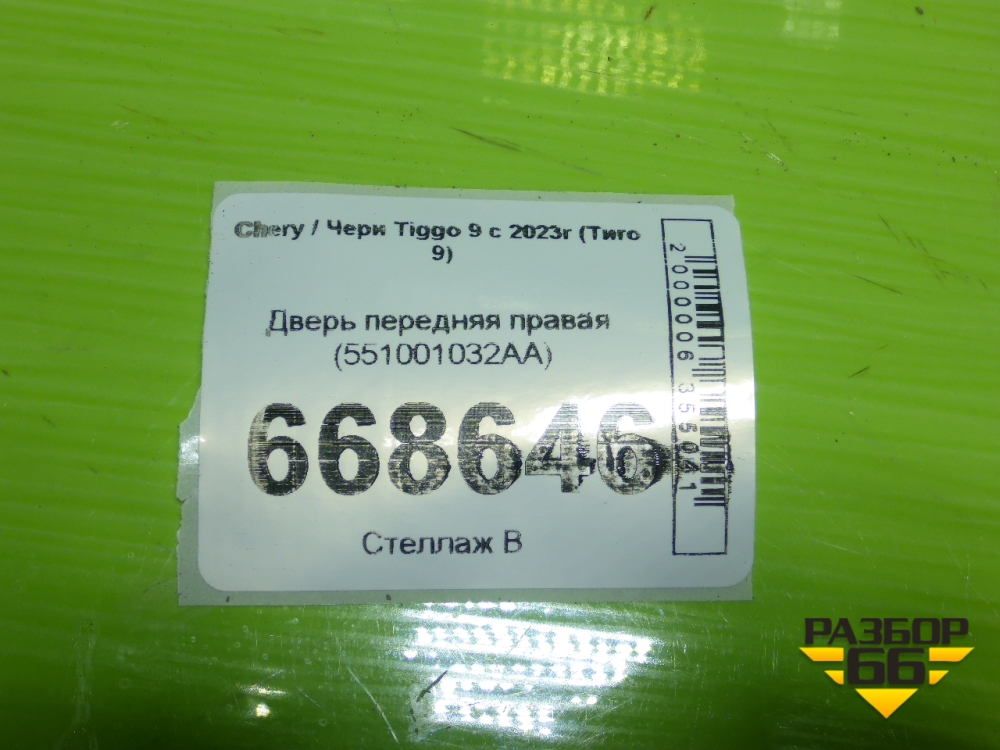 Chery / Чери Tiggo 9 с 2023г (Тиго
9)
Дверь передняя правая
(551001032AA)
668646
Стеллаж В
2000006355041
РАЗБОР
66